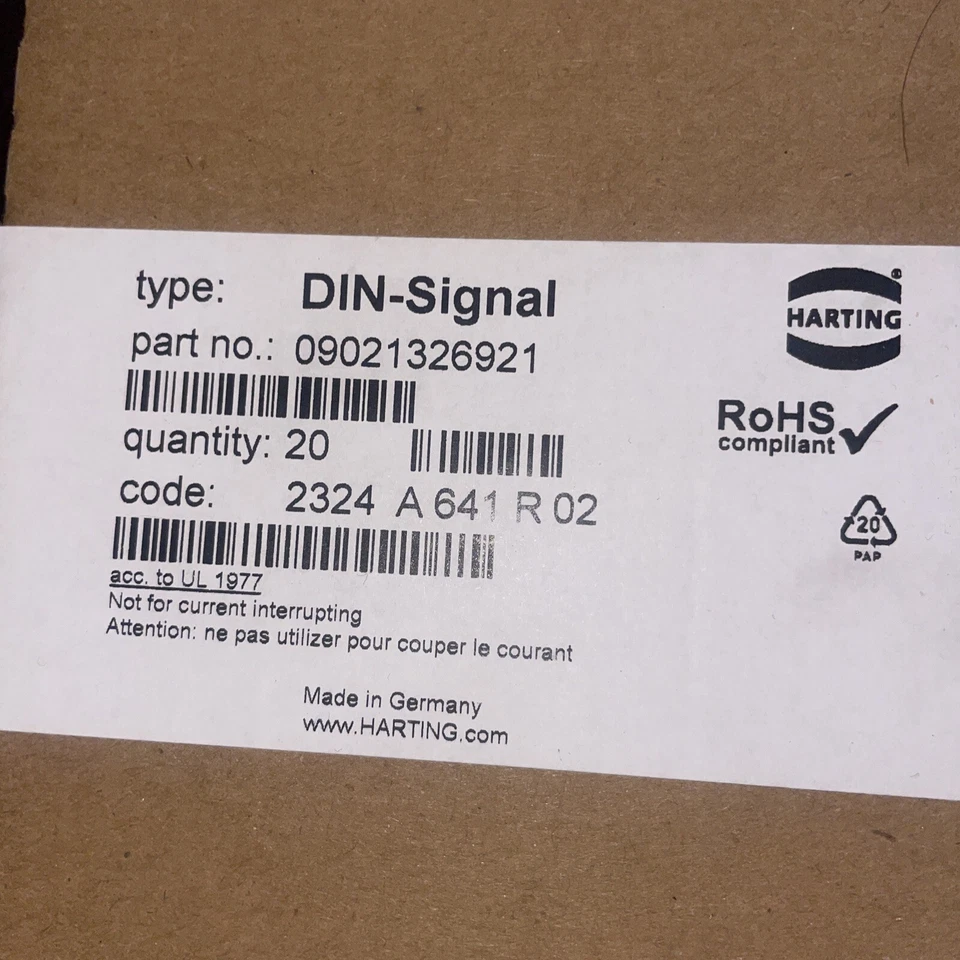 type: DIN-Signal
HARTING®
part no.: 09021326921
RoHS
compliant
quantity: 20
code: 2324 A 641 R 02
20
PAP
acc. to UL 1977
Not for current interrupting
Attention: ne pas utilizer pour couper le courant
Made in Germany
www.HARTING.com